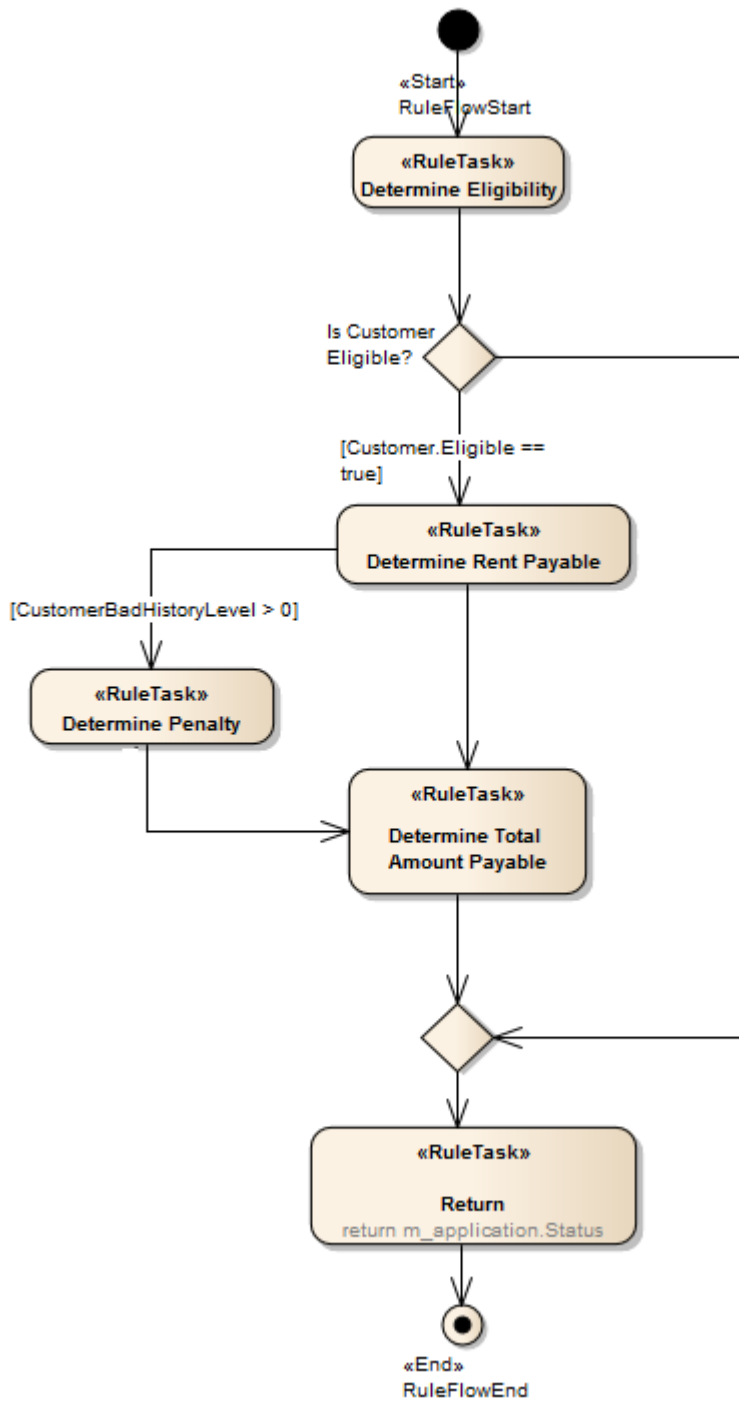 «Start»
RuleFlowStart
«RuleTask»
Determine Eligibility
Is Customer
Eligible?
[Customer.Eligible ==
true]
«RuleTask»
Determine Rent Payable
[CustomerBadHistoryLevel > 0]
«RuleTask»
Determine Penalty
«RuleTask»
Determine Total
Amount Payable
«RuleTask»
Return
return m_application.Status
«End»
RuleFlowEnd